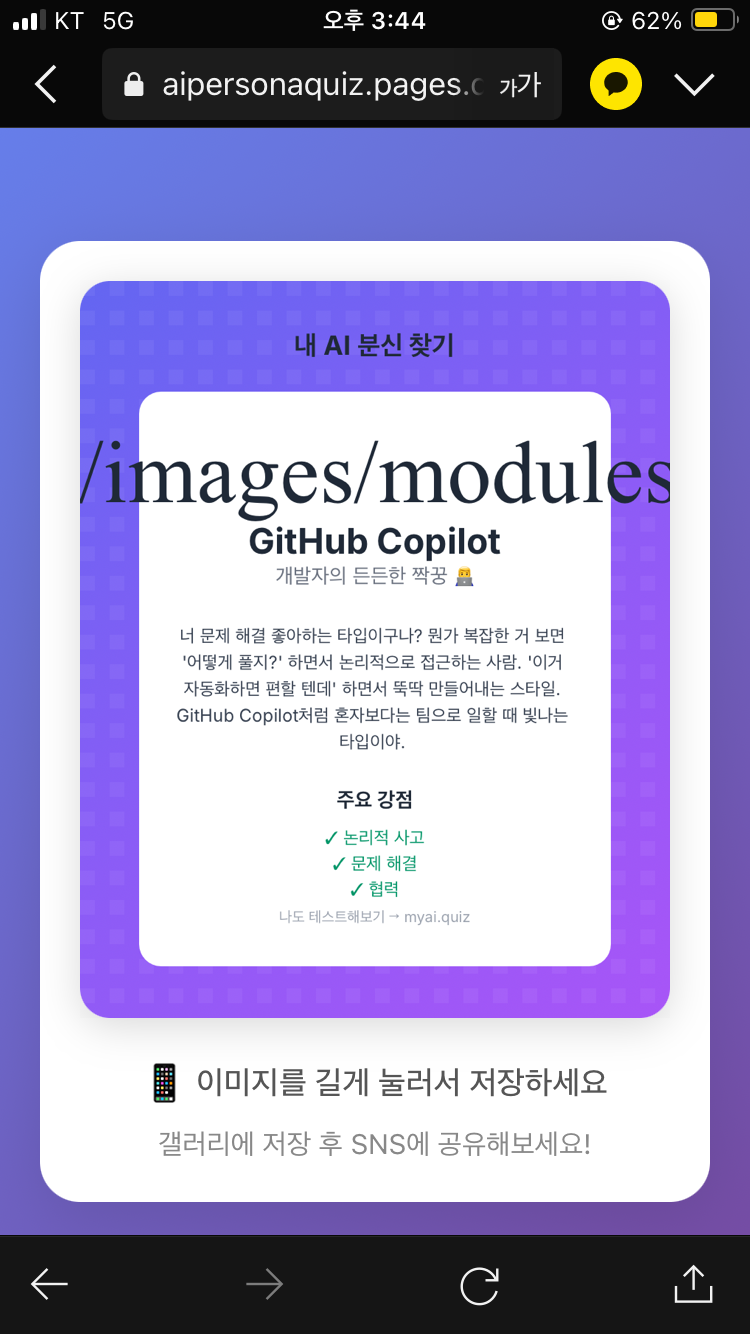 KT 5G 오후 3:44 62%
aipersonaquiz.pages. 가가
내 AI 분신 찾기
/images/modules
GitHub Copilot
개발자의 든든한 짝꿍 👨‍💻
너 문제 해결 좋아하는 타입이구나? 뭔가 복잡한 거 보면
'어떻게 풀지?' 하면서 논리적으로 접근하는 사람. '이거
자동화하면 편할 텐데' 하면서 뚝딱 만들어내는 스타일.
GitHub Copilot처럼 혼자보다는 팀으로 일할 때 빛나는
타입이야.
주요 강점
✓ 논리적 사고
✓ 문제 해결
✓ 협력
나도 테스트해보기 → myai.quiz
📱 이미지를 길게 눌러서 저장하세요
갤러리에 저장 후 SNS에 공유해보세요!